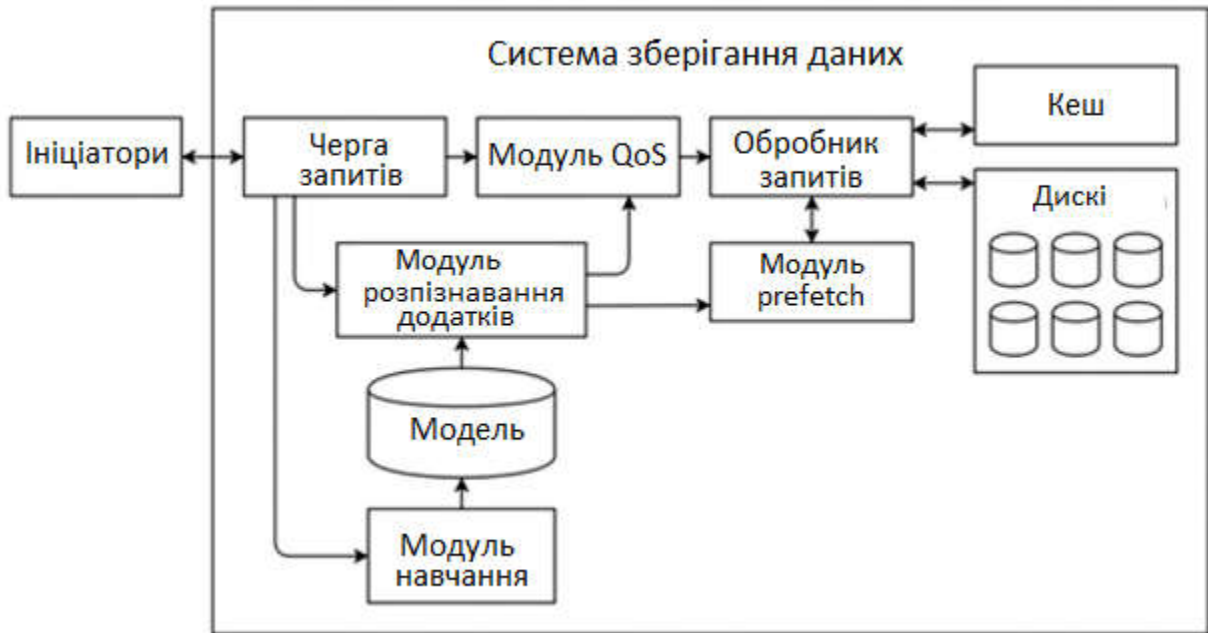 Система зберігання даних
Ініціатори
Черга
запитів
Модуль QoS
Обробник
запитів
Кеш
Дискі
Модуль
розпізнавання
додатків
Модуль
prefetch
Модель
Модуль
навчання